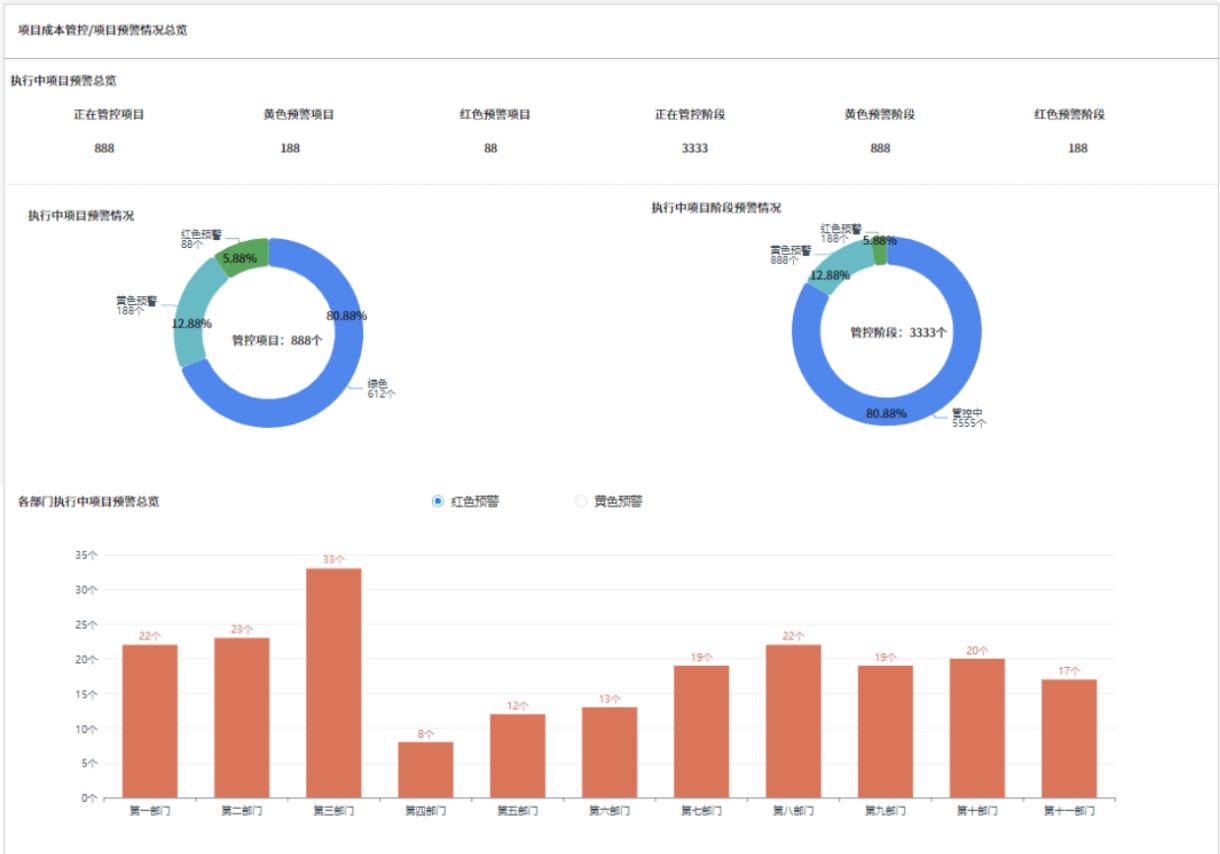 项目成本管控/项目预警情况总览
执行中项目预警总览
正在管控项目 黄色预警项目 红色预警项目 正在管控阶段 黄色预警阶段 红色预警阶段
888 188 88 3333 888 188
执行中项目预警情况
红色预警
88个
5.88%
黄色预警
188个
12.88%
80.88%
管控项目：888个
绿色
612个
执行中项目阶段预警情况
红色预警
188个
5.88%
黄色预警
888个
12.88%
管控阶段：3333个
80.88%
管控中
5555个
各部门执行中项目预警总览 红色预警 黄色预警
35个
30个
25个
20个
15个
10个
5个
0个
22个 23个 33个 8个 12个 13个 19个 22个 19个 20个 17个
第一部门 第二部门 第三部门 第四部门 第五部门 第六部门 第七部门 第八部门 第九部门 第十部门 第十一部门